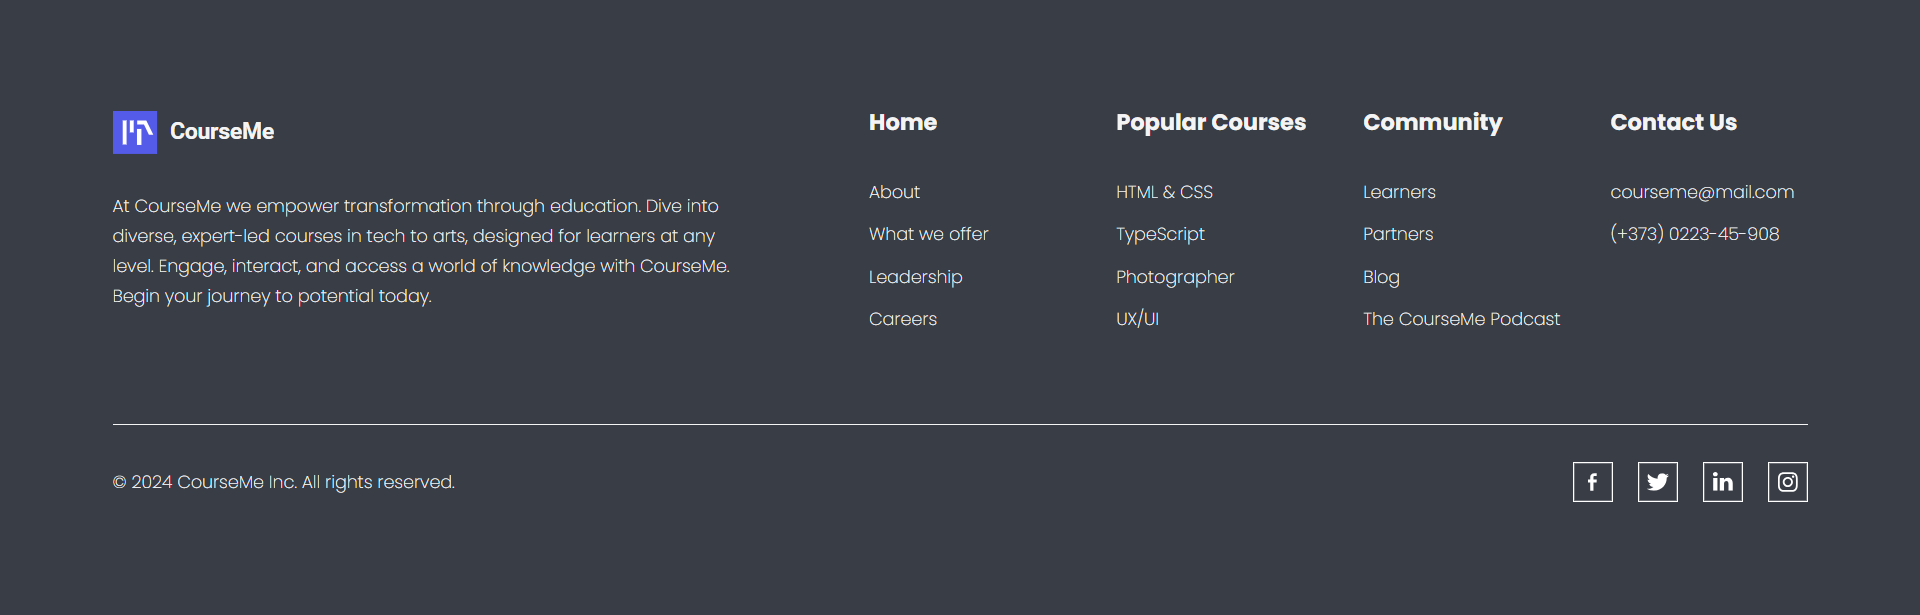 CourseMe
At CourseMe we empower transformation through education. Dive into
diverse, expert-led courses in tech to arts, designed for learners at any
level. Engage, interact, and access a world of knowledge with CourseMe.
Begin your journey to potential today.
Home
About
What we offer
Leadership
Careers
Popular Courses
HTML & CSS
TypeScript
Photographer
UX/UI
Community
Learners
Partners
Blog
The CourseMe Podcast
Contact Us
courseme@mail.com
(+373) 0223-45-908
© 2024 CourseMe Inc. All rights reserved.